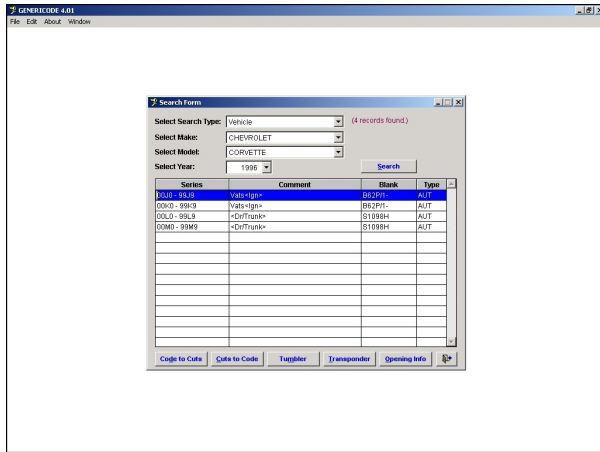 GENERICODE 4.01
File Edit About Window
Search Form
Select Search Type: Vehicle (4 records found.)
Select Make: CHEVROLET
Select Model: CORVETTE
Select Year: 1996 Search
Series Comment Blank Type
00J0 - 99J9 Vats<Ign> B62P/1- AUT
00K0 - 99K9 Vats<Ign> B62P/1- AUT
00L0 - 99L9 <Dr/Trunk> S1098H AUT
00M0 - 99M9 <Dr/Trunk> S1098H AUT
Code to Cuts Cuts to Code Tumbler Transponder Opening Info